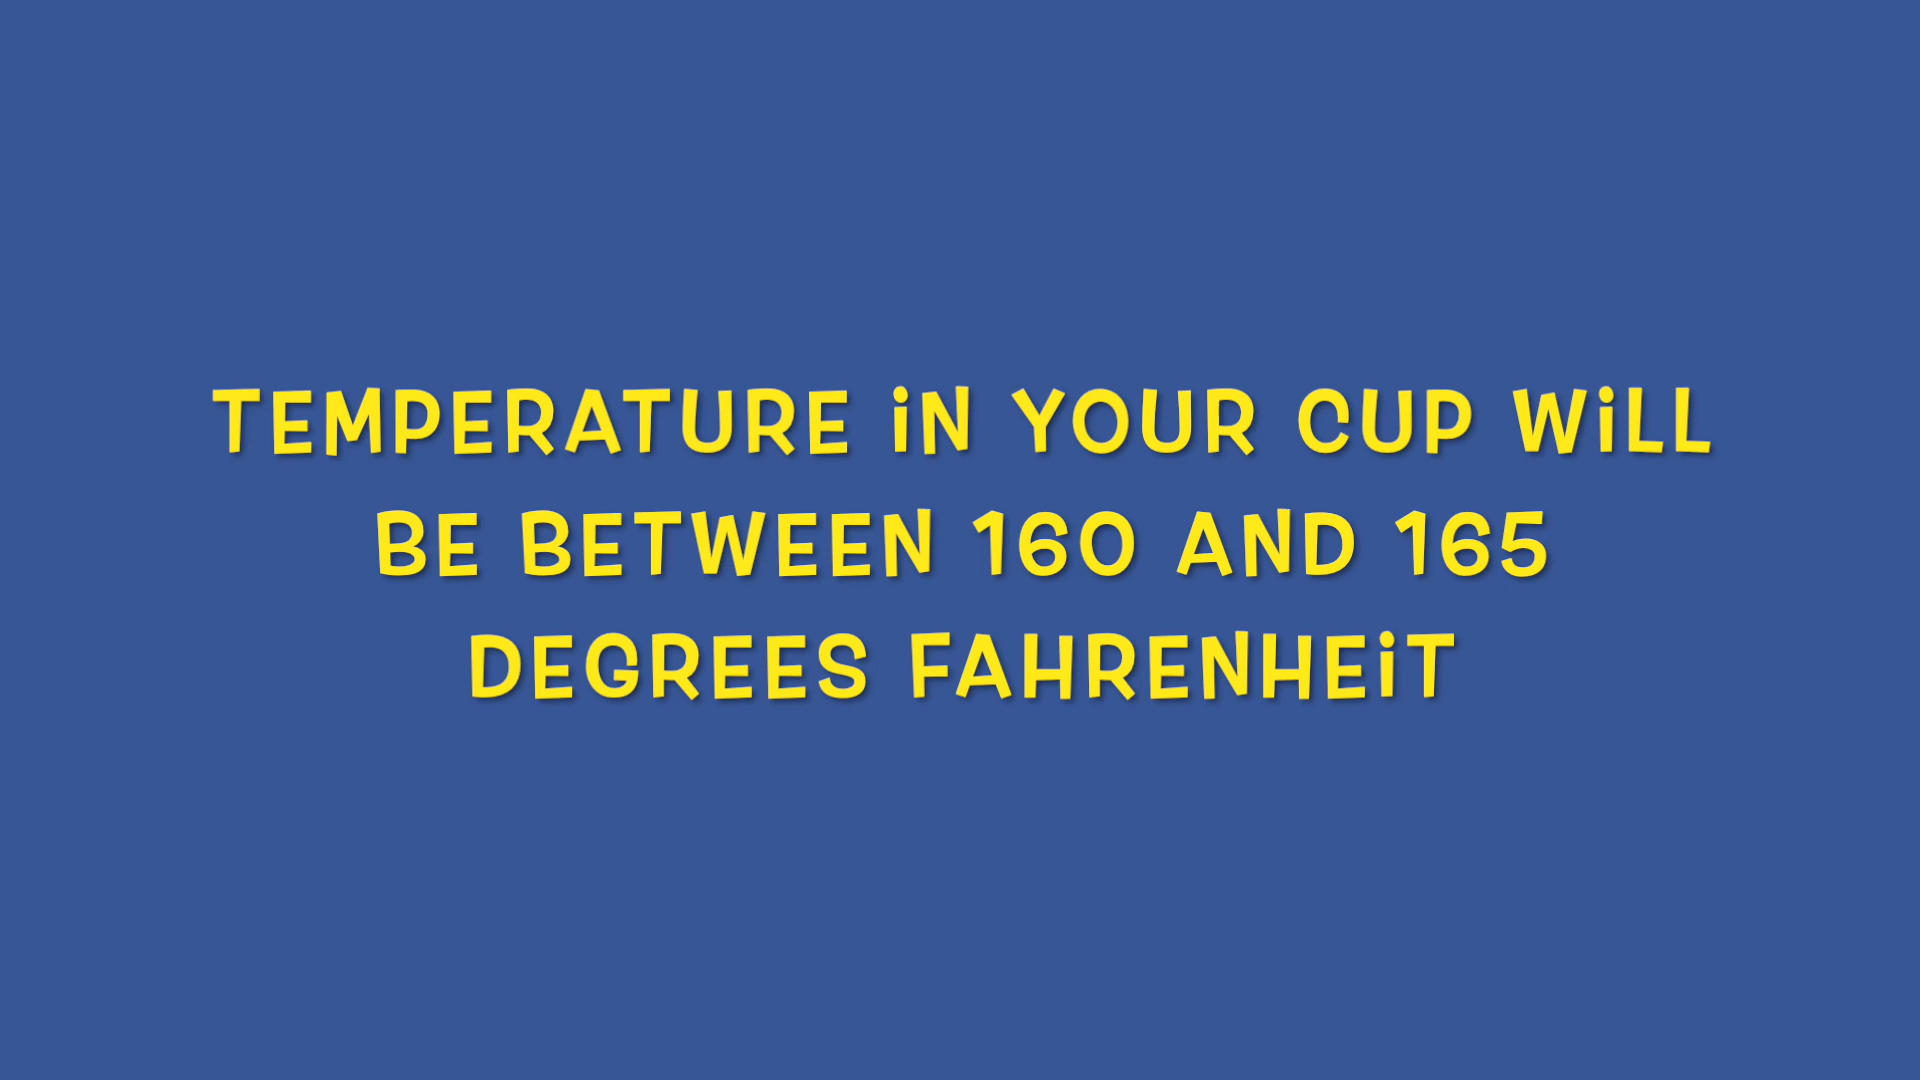 TEMPERATURE iN YOUR CUP WiLL
BE BETWEEN 160 AND 165
DEGREES FAHRENHEiT